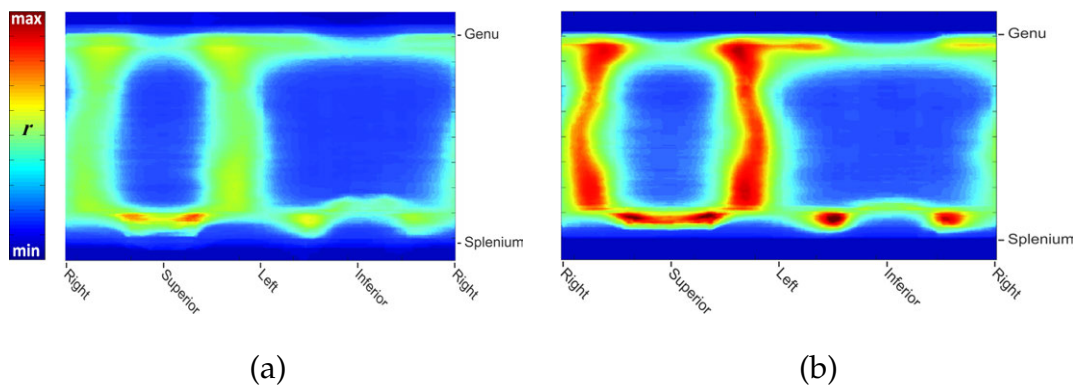 max
r
min
Genu
Splenium
Right
Superior
Left
Inferior
Right
(a)
Genu
Splenium
Right
Superior
Left
Inferior
Right
(b)